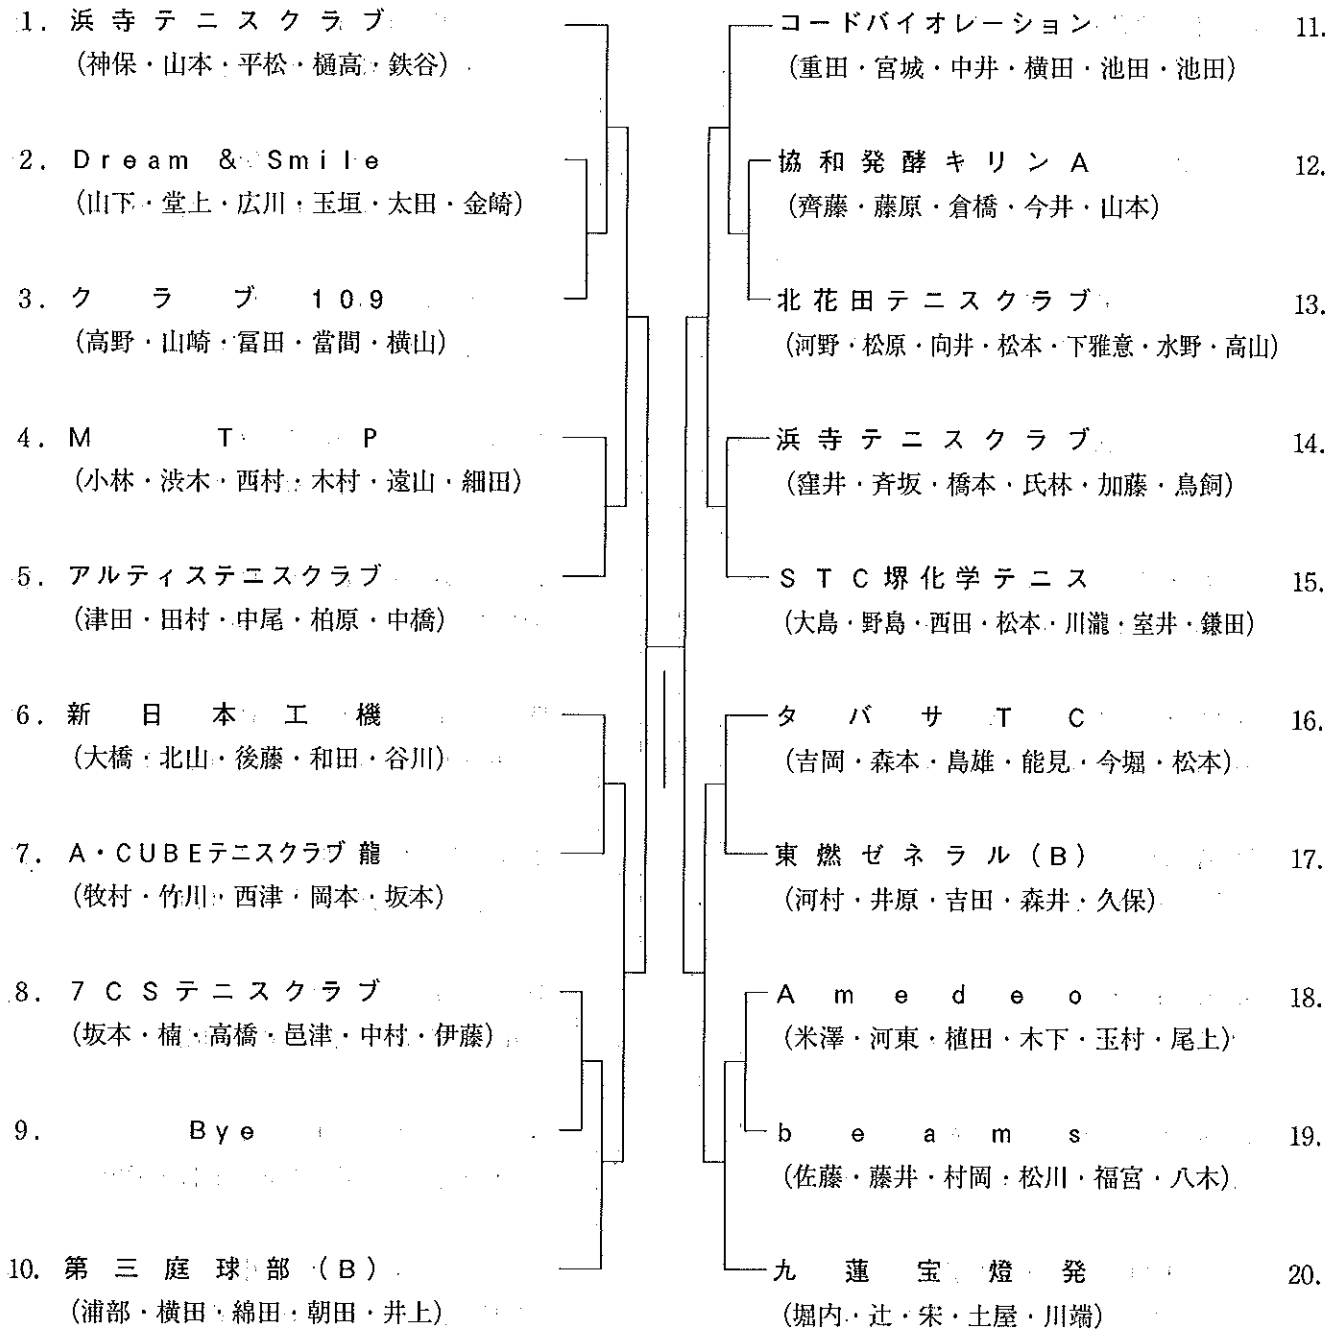 1. 浜寺テニスクラブ
(神保・山本・平松・樋高・鉄谷)
2. Dream & Smile
(山下・堂上・広川・玉垣・太田・金崎)
3. クラブ 109
(高野・山崎・冨田・當間・横山)
4. MTP
(小林・渋木・西村・木村・遠山・細田)
5. アルティステニスクラブ
(津田・田村・中尾・柏原・中橋)
6. 新日本工機
(大橋・北山・後藤・和田・谷川)
7. A・CUBEテニスクラブ 龍
(牧村・竹川・西津・岡本・坂本)
8. 7CSテニスクラブ
(坂本・楠・高橋・邑津・中村・伊藤)
9. Bye
10. 第三庭球部(B)
(浦部・横田・綿田・朝田・井上)
コードバイオレーション 11.
(重田・宮城・中井・横田・池田・池田)
協和発酵キリンA 12.
(齊藤・藤原・倉橋・今井・山本)
北花田テニスクラブ 13.
(河野・松原・向井・松本・下雅意・水野・高山)
浜寺テニスクラブ 14.
(窪井・斉坂・橋本・氏林・加藤・鳥飼)
STC堺化学テニス 15.
(大島・野島・西田・松本・川瀧・室井・鎌田)
タバサTC 16.
(吉岡・森本・島雄・能見・今堀・松本)
東燃ゼネラル(B) 17.
(河村・井原・吉田・森井・久保)
Amedeo 18.
(米澤・河東・植田・木下・玉村・尾上)
beams 19.
(佐藤・藤井・村岡・松川・福宮・八木)
九蓮宝燈発 20.
(堀内・辻・宋・土屋・川端)